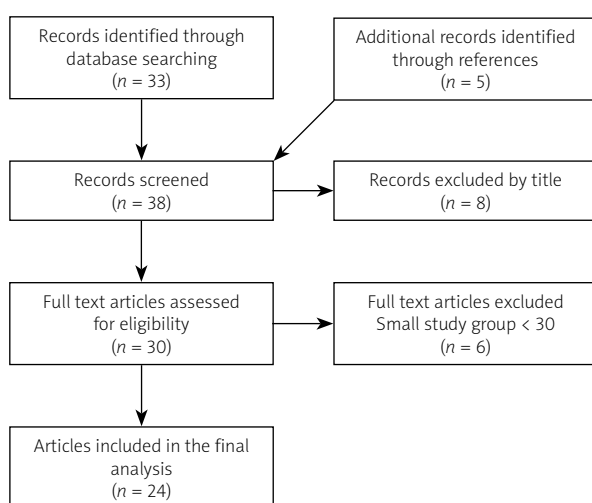 Records identified through
database searching
(n = 33)
Additional records identified
through references
(n = 5)
Records screened
(n = 38)
Records excluded by title
(n = 8)
Full text articles assessed
for eligibility
(n = 30)
Full text articles excluded
Small study group < 30
(n = 6)
Articles included in the final
analysis
(n = 24)